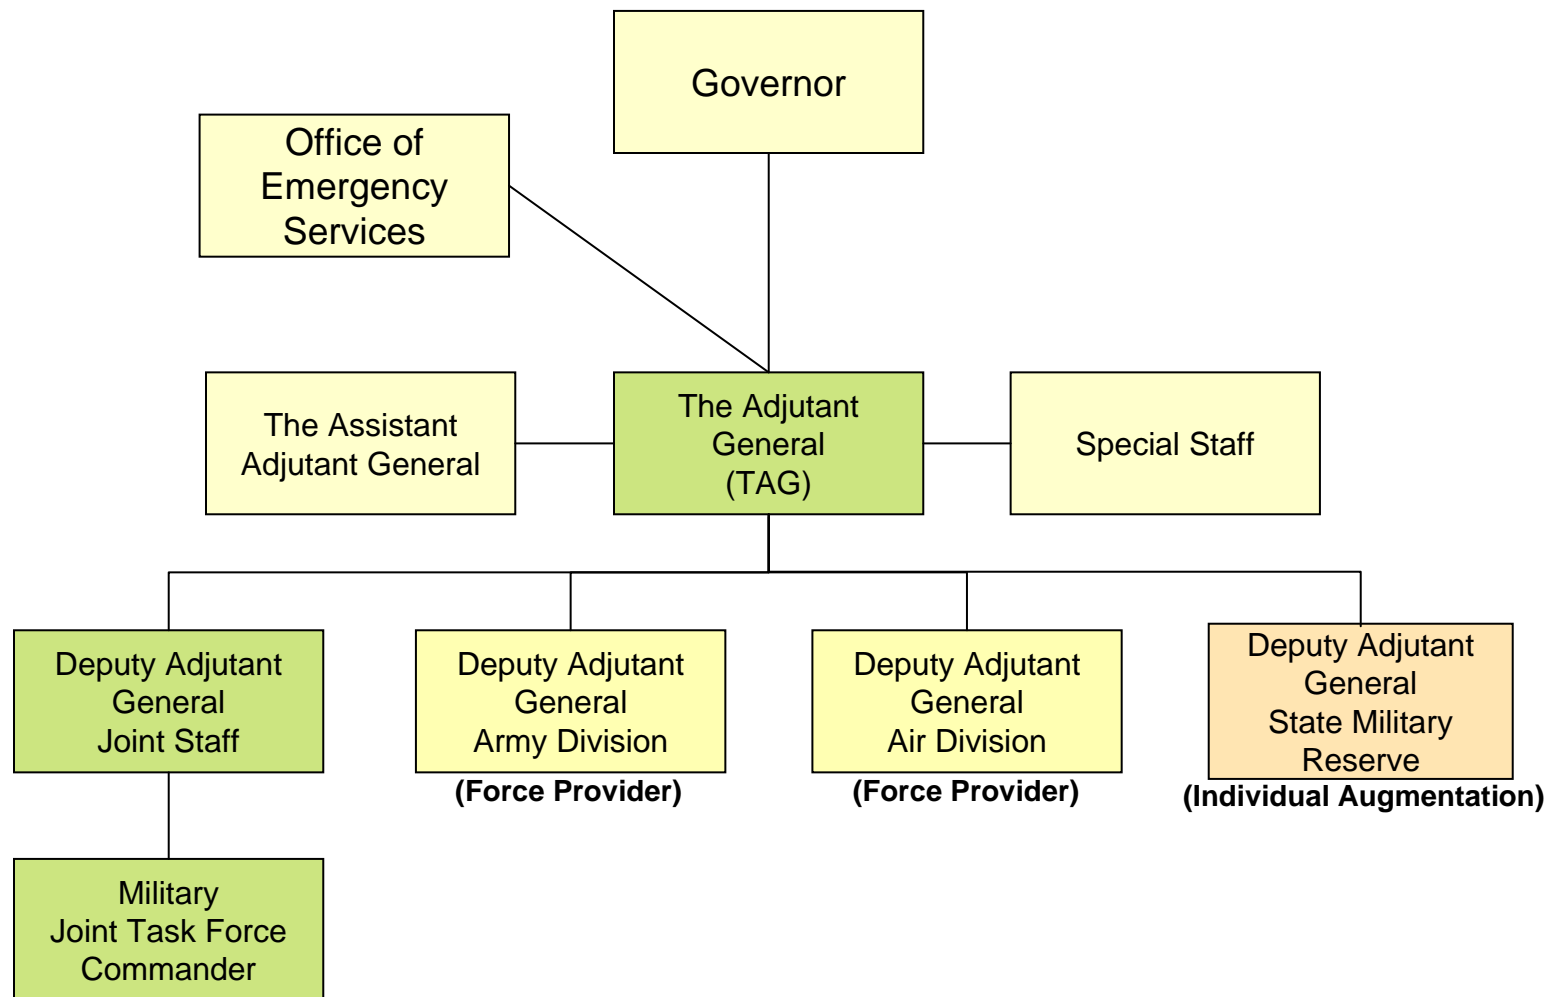 Governor
Office of
Emergency
Services
The Assistant
Adjutant General
The Adjutant
General
(TAG)
Special Staff
Deputy Adjutant
General
Joint Staff
Deputy Adjutant
General
Army Division
(Force Provider)
Deputy Adjutant
General
Air Division
(Force Provider)
Deputy Adjutant
General
State Military
Reserve
(Individual Augmentation)
Military
Joint Task Force
Commander